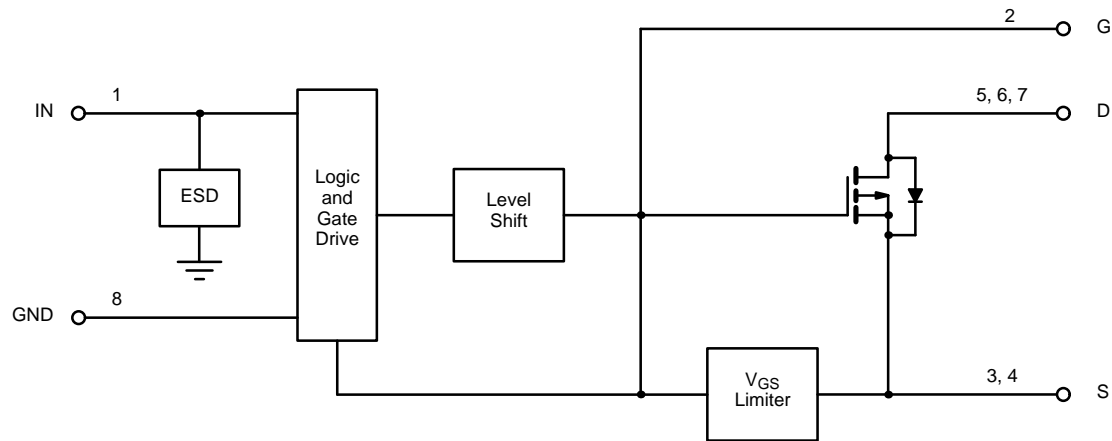 2
G
IN
1
5, 6, 7
D
ESD
Logic
and
Gate
Drive
Level
Shift
GND
8
VGS
Limiter
3, 4
S